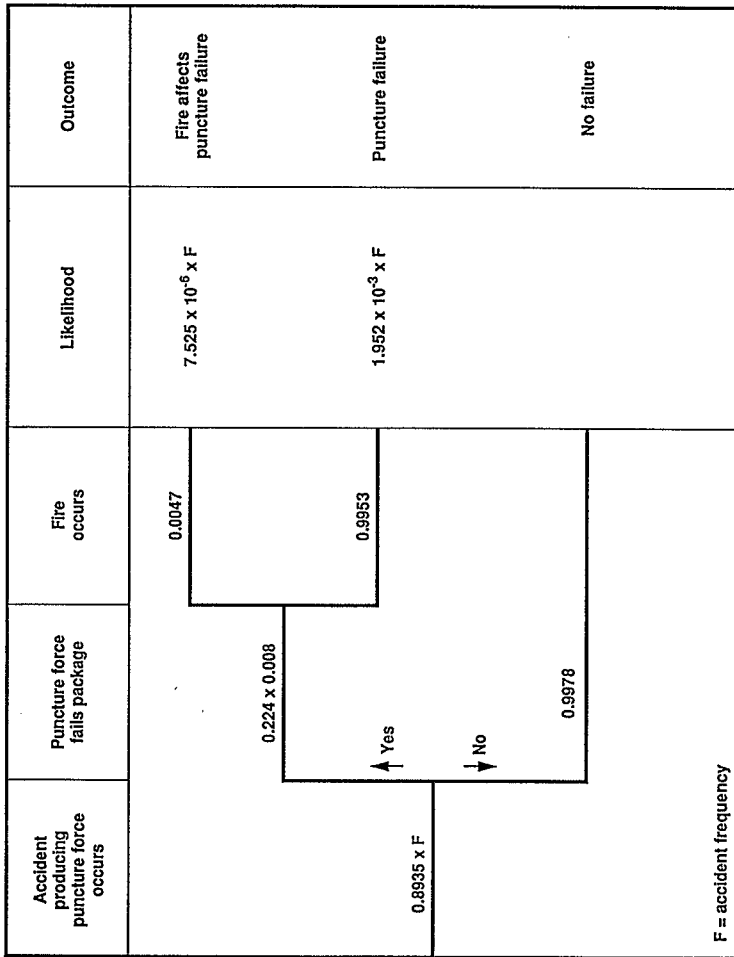 Accident
producing
puncture force
occurs
Puncture force
fails package
Fire
occurs
Likelihood
Outcome
0.8935 x F
Yes
No
0.224 x 0.008
0.9978
0.0047
0.9953
7.525 x 10⁻⁶ x F
Fire affects
puncture failure
1.952 x 10⁻³ x F
Puncture failure
No failure
F = accident frequency